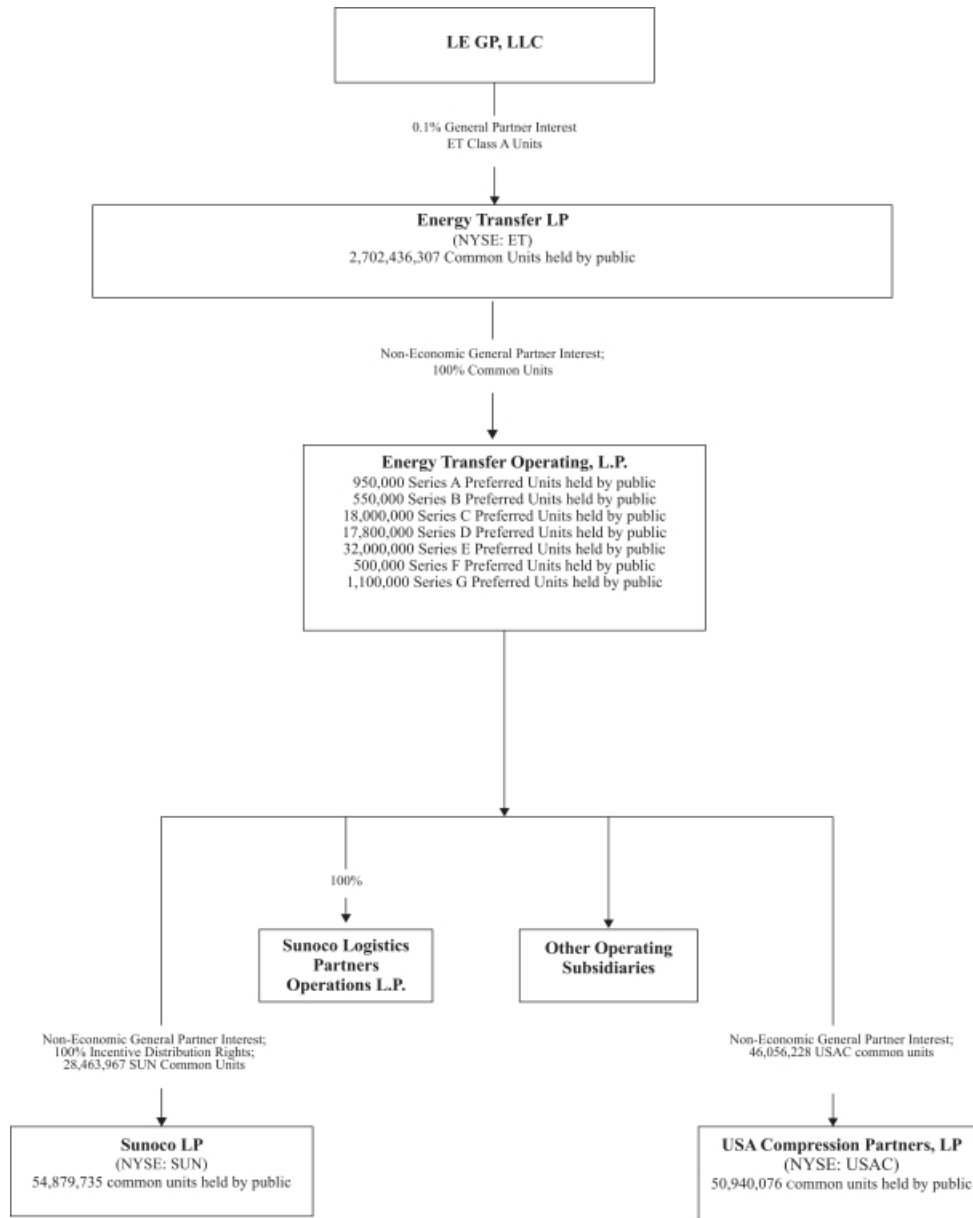 LE GP, LLC
0.1% General Partner Interest
ET Class A Units
Energy Transfer LP
(NYSE: ET)
2,702,436,307 Common Units held by public
Non-Economic General Partner Interest;
100% Common Units
Energy Transfer Operating, L.P.
950,000 Series A Preferred Units held by public
550,000 Series B Preferred Units held by public
18,000,000 Series C Preferred Units held by public
17,800,000 Series D Preferred Units held by public
32,000,000 Series E Preferred Units held by public
500,000 Series F Preferred Units held by public
1,100,000 Series G Preferred Units held by public
100%
Sunoco Logistics
Partners
Operations L.P.
Other Operating
Subsidiaries
Non-Economic General Partner Interest;
100% Incentive Distribution Rights;
28,463,967 SUN Common Units
Non-Economic General Partner Interest;
46,056,228 USAC common units
Sunoco LP
(NYSE: SUN)
54,879,735 common units held by public
USA Compression Partners, LP
(NYSE: USAC)
50,940,076 common units held by public